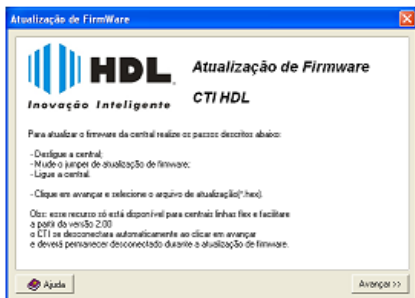 Atualização de FirmWare
HDL
Inovação Inteligente
Atualização de Firmware
CTI HDL
Para atualizar o firmware da central realize os passos descritos abaixo:
- Desligue a central;
- Mude o jumper de atualização de firmware;
- Ligue a central.
- Clique em avançar e selecione o arquivo de atualização(*.hex).
Obs: esse recurso só está disponível para centrais linhas flex e facilitare
a partir da versão 2.00
o CTI se desconectara automaticamente ao clicar em avançar
e deverá permanecer desconectado durante a atualização de firmware.
Ajuda
Avançar >>